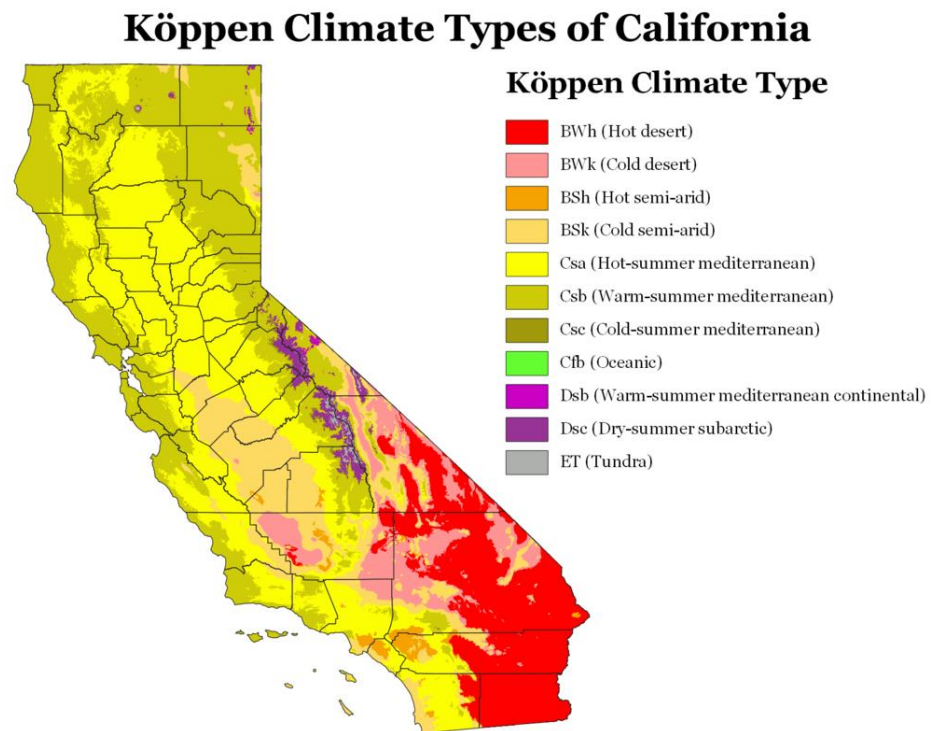 Köppen Climate Types of California
Köppen Climate Type
BWh (Hot desert)
BWk (Cold desert)
BSh (Hot semi-arid)
BSk (Cold semi-arid)
Csa (Hot-summer mediterranean)
Csb (Warm-summer mediterranean)
Csc (Cold-summer mediterranean)
Cfb (Oceanic)
Dsb (Warm-summer mediterranean continental)
Dsc (Dry-summer subarctic)
ET (Tundra)